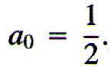 a₀ = 1/2.